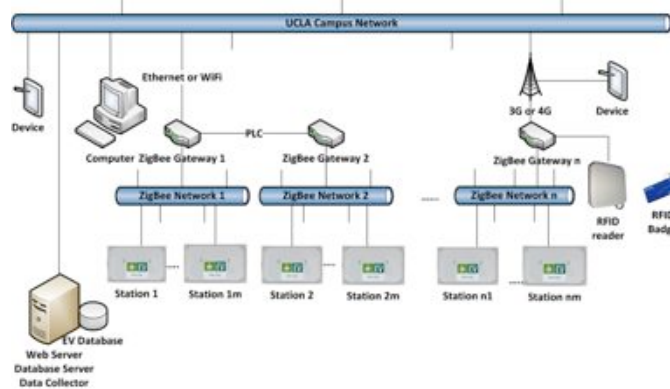 UCLA Campus Network
Ethernet or WiFi
Device
3G or 4G
Device
PLC
Computer
ZigBee Gateway 1
ZigBee Gateway 2
ZigBee Gateway n
ZigBee Network 1
ZigBee Network 2
......
ZigBee Network n
RFID
reader
RFID
Badg
.....
.....
.....
Station 1
Station 1m
Station 2
Station 2m
Station n1
Station nm
EV Database
Web Server
Database Server
Data Collector